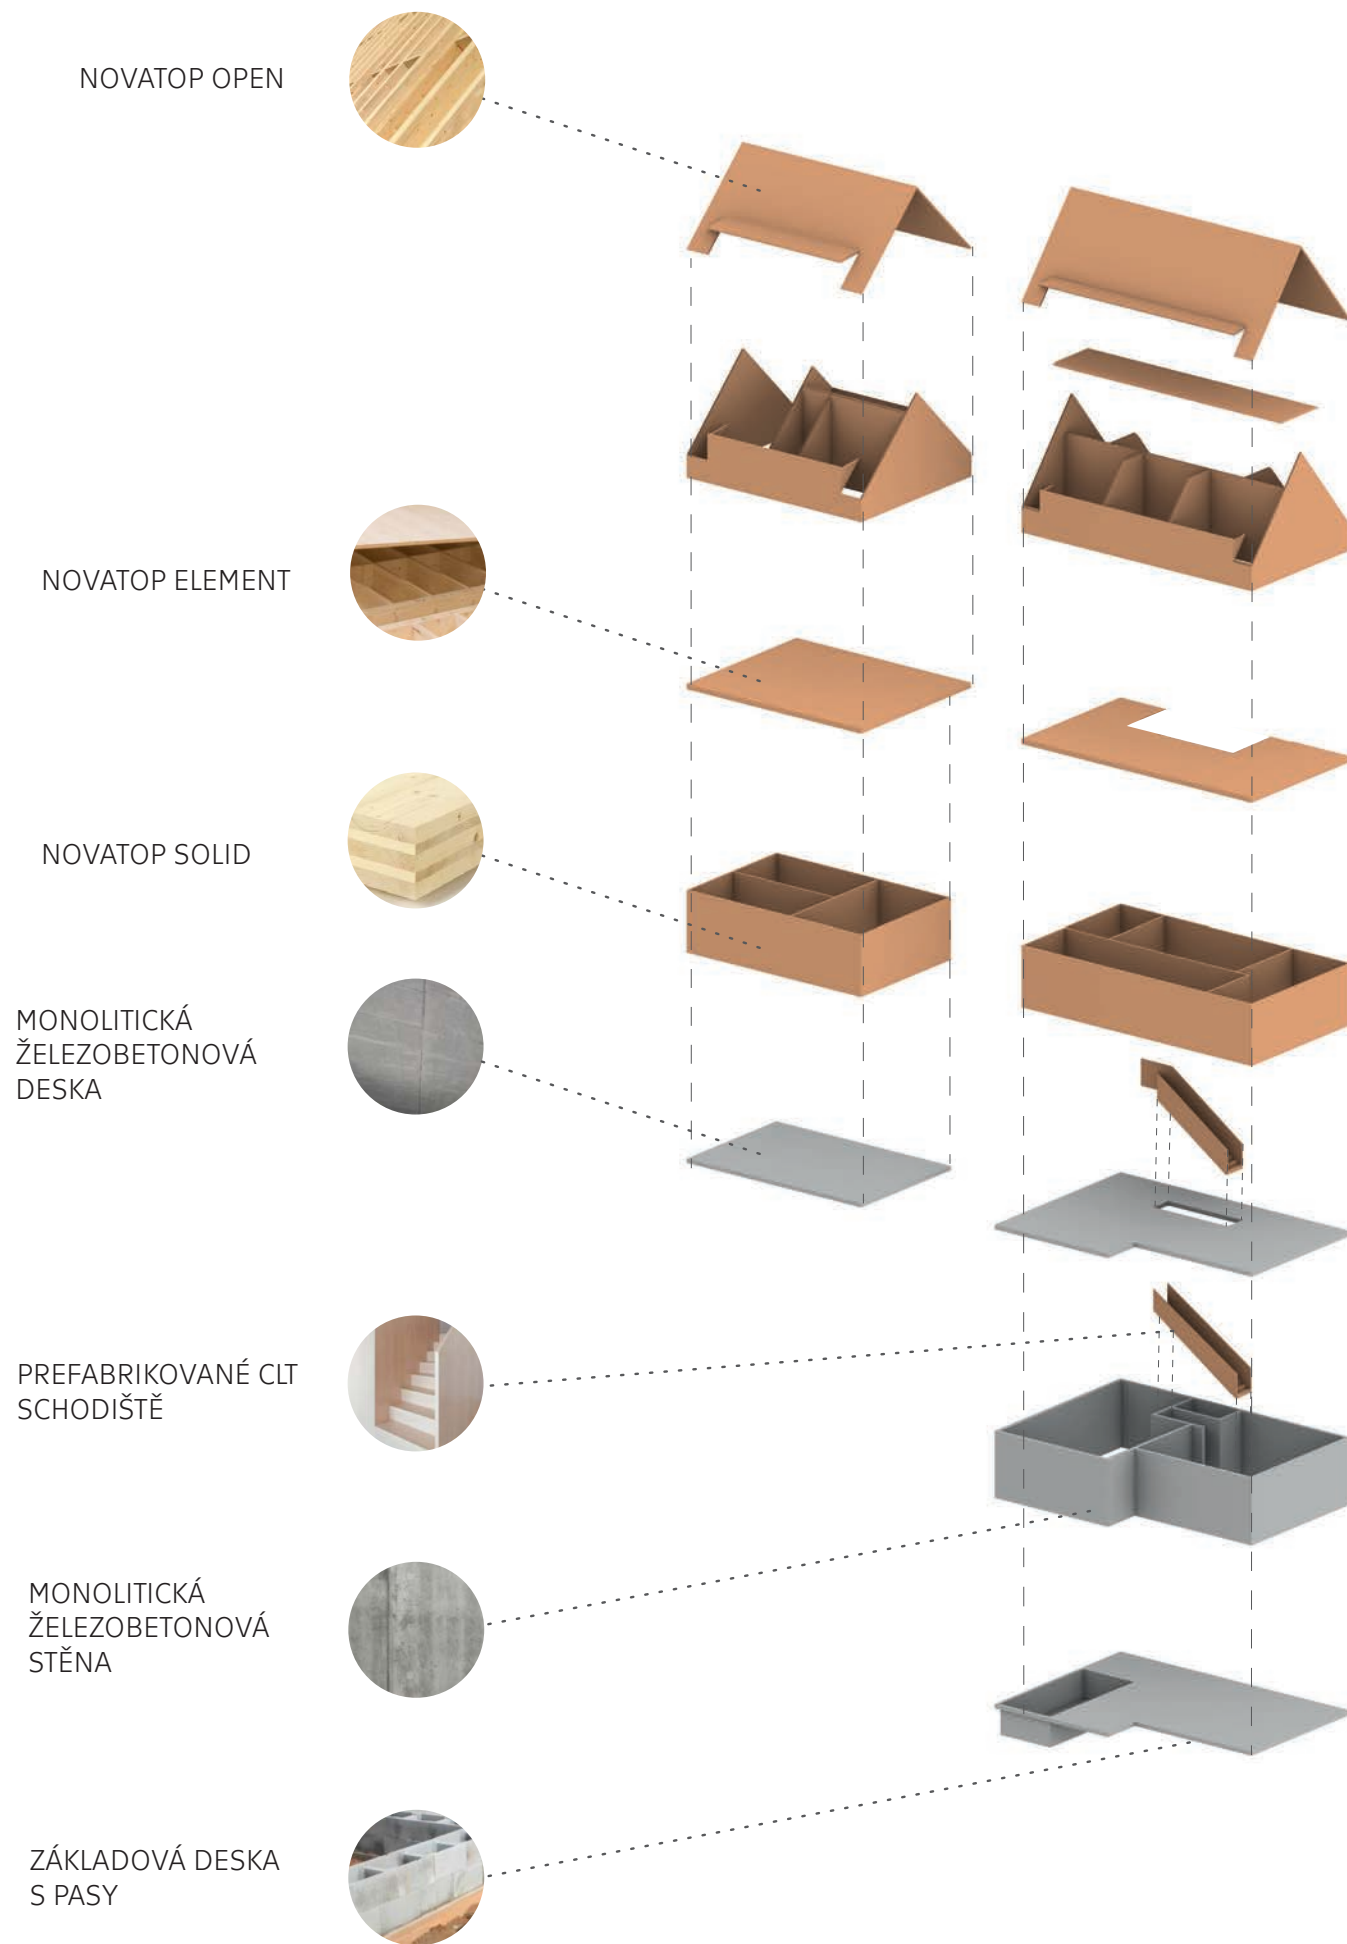 NOVATOP OPEN
NOVATOP ELEMENT
NOVATOP SOLID
MONOLITICKÁ
ŽELEZOBETONOVÁ
DESKA
PREFABRIKOVANÉ CLT
SCHODIŠTĚ
MONOLITICKÁ
ŽELEZOBETONOVÁ
STĚNA
ZÁKLADOVÁ DESKA
S PASY